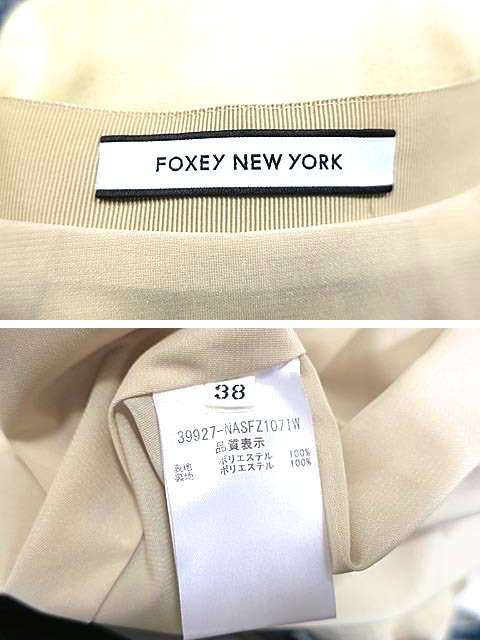 FOXEY NEW YORK
38
39927-NASFZ107IW
品質表示
表地 ポリエステル 100%
裏地 ポリエステル 100%